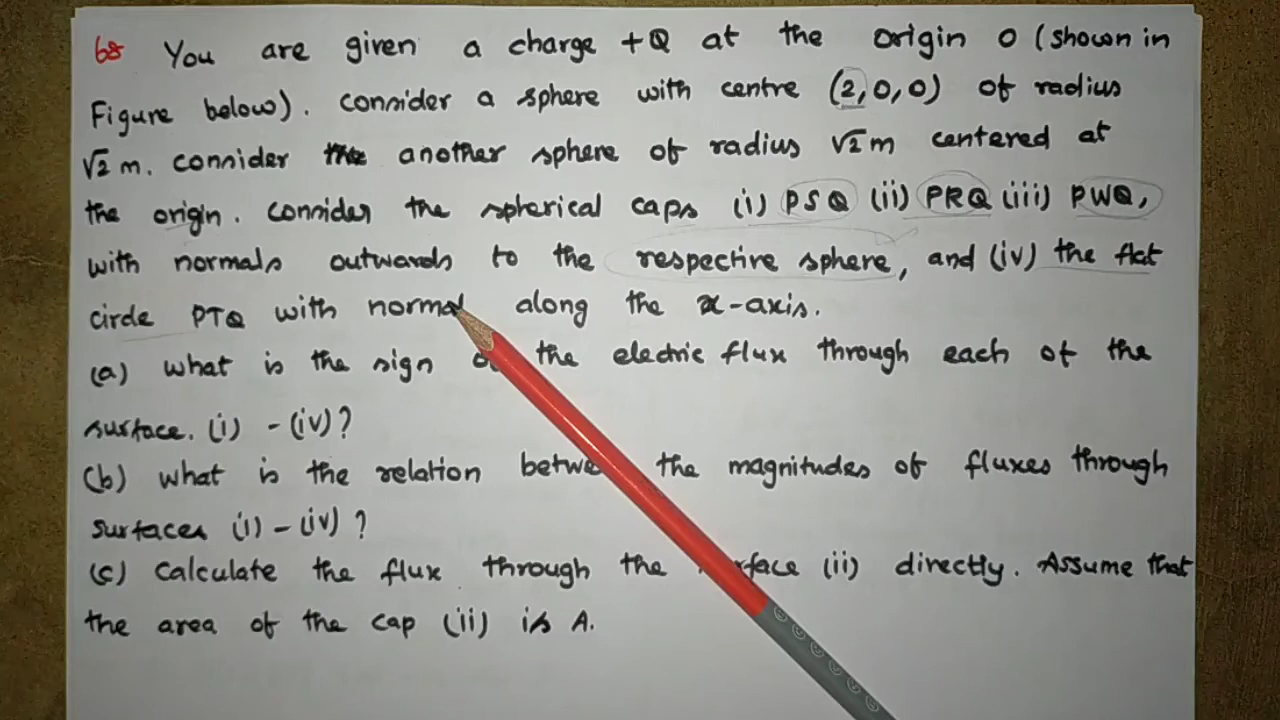 68 You are given a charge +Q at the origin O (shown in
Figure below). Consider a sphere with centre (2,0,0) of radius
√2 m. Consider another sphere of radius √2 m centered at
the origin. Consider the spherical caps (i) PSQ (ii) PRQ (iii) PWQ,
with normals outwards to the respective sphere, and (iv) the flat
circle PTQ with normal along the x-axis.
(a) what is the sign the electric flux through each of the
surface. (i) - (iv)?
(b) what is the relation the magnitudes of fluxes through
surfaces (i) - (iv)?
(c) Calculate the flux through the surface (ii) directly. Assume that
the area of the cap (ii) is A.